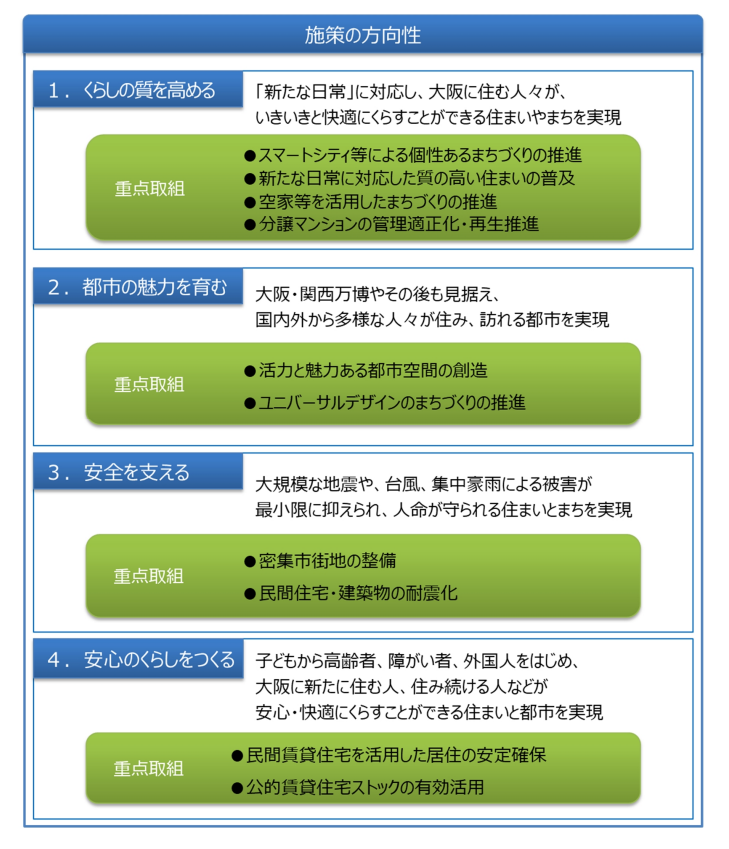 施策の方向性
１．くらしの質を高める
「新たな日常」に対応し、大阪に住む人々が、
いきいきと快適にくらすことができる住まいやまちを実現
重点取組
●スマートシティ等による個性あるまちづくりの推進
●新たな日常に対応した質の高い住まいの普及
●空家等を活用したまちづくりの推進
●分譲マンションの管理適正化・再生推進
２．都市の魅力を育む
大阪・関西万博やその後も見据え、
国内外から多様な人々が住み、訪れる都市を実現
重点取組
●活力と魅力ある都市空間の創造
●ユニバーサルデザインのまちづくりの推進
３．安全を支える
大規模な地震や、台風、集中豪雨による被害が
最小限に抑えられ、人命が守られる住まいとまちを実現
重点取組
●密集市街地の整備
●民間住宅・建築物の耐震化
４．安心のくらしをつくる
子どもから高齢者、障がい者、外国人をはじめ、
大阪に新たに住む人、住み続ける人などが
安心・快適にくらすことができる住まいと都市を実現
重点取組
●民間賃貸住宅を活用した居住の安定確保
●公的賃貸住宅ストックの有効活用